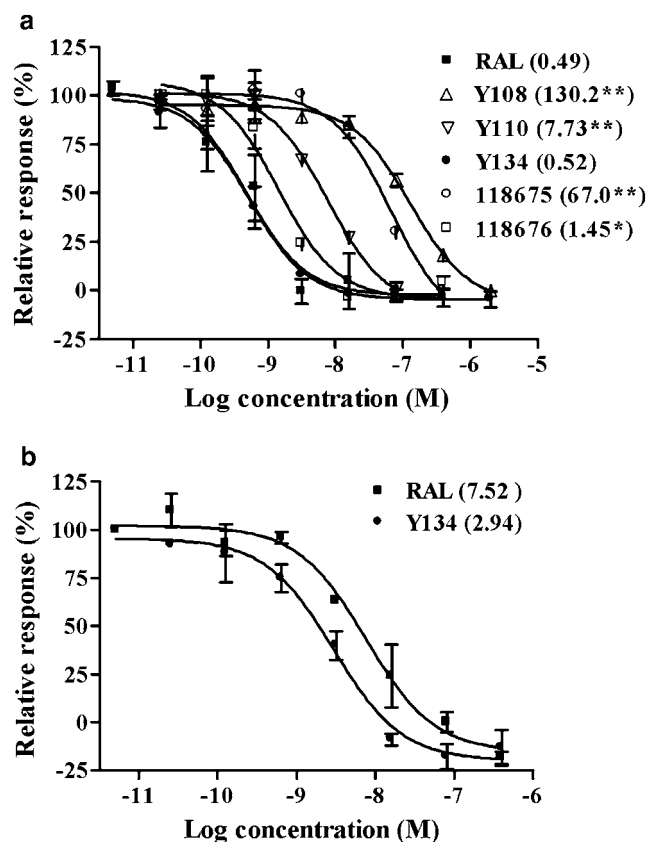 a
Relative response (%)
125
100
75
50
25
0
-25
RAL (0.49)
Y108 (130.2**)
Y110 (7.73**)
Y134 (0.52)
118675 (67.0**)
118676 (1.45*)
-11 -10 -9 -8 -7 -6 -5
Log concentration (M)
b
Relative response (%)
125
100
75
50
25
0
-25
RAL (7.52 )
Y134 (2.94)
-11 -10 -9 -8 -7 -6
Log concentration (M)